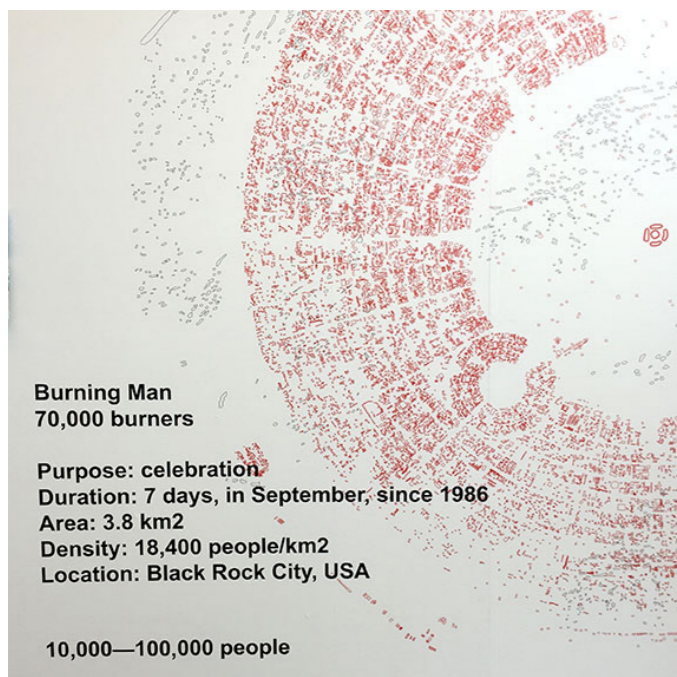 Burning Man
70,000 burners
Purpose: celebration
Duration: 7 days, in September, since 1986
Area: 3.8 km2
Density: 18,400 people/km2
Location: Black Rock City, USA
10,000—100,000 people